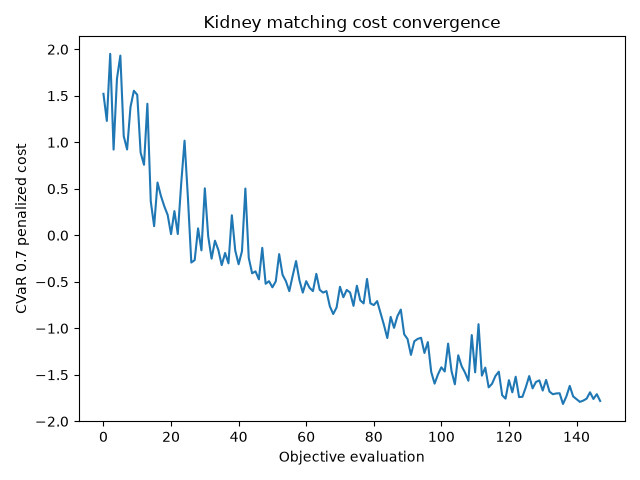 Kidney matching cost convergence
CVaR 0.7 penalized cost
2.0
1.5
1.0
0.5
0.0
−0.5
−1.0
−1.5
−2.0
0 20 40 60 80 100 120 140
Objective evaluation